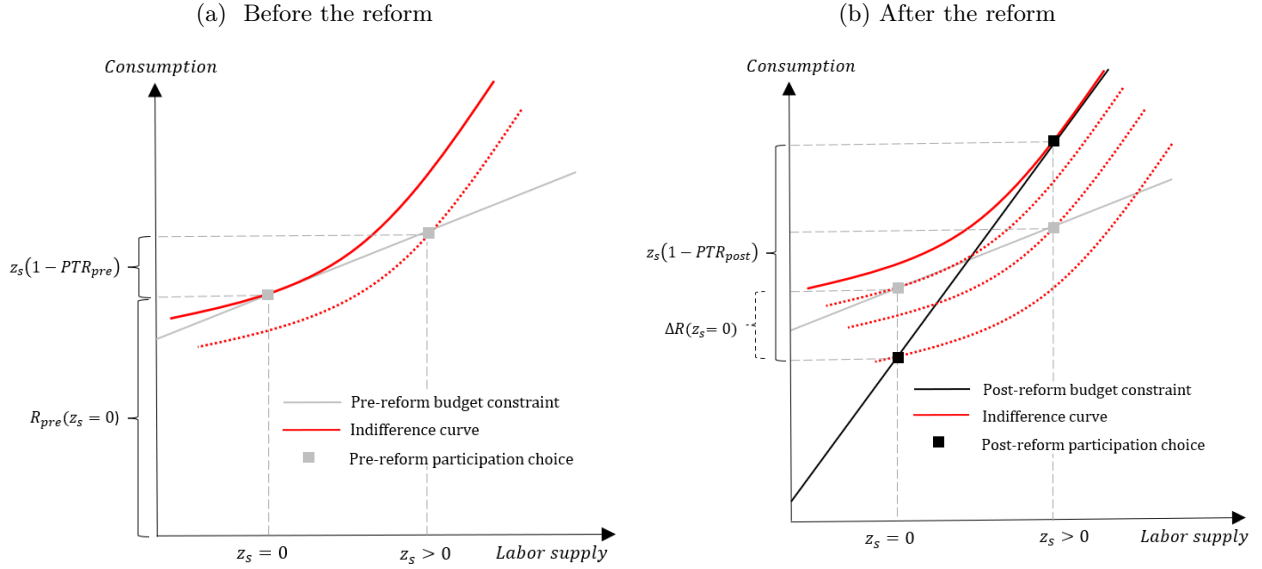 (a) Before the reform
Consumption
z_s(1 − PTR_pre)
R_pre(z_s = 0)
Pre-reform budget constraint
Indifference curve
Pre-reform participation choice
z_s = 0
z_s > 0
Labor supply
(b) After the reform
Consumption
z_s(1 − PTR_post)
ΔR(z_s = 0)
Post-reform budget constraint
Indifference curve
Post-reform participation choice
z_s = 0
z_s > 0
Labor supply